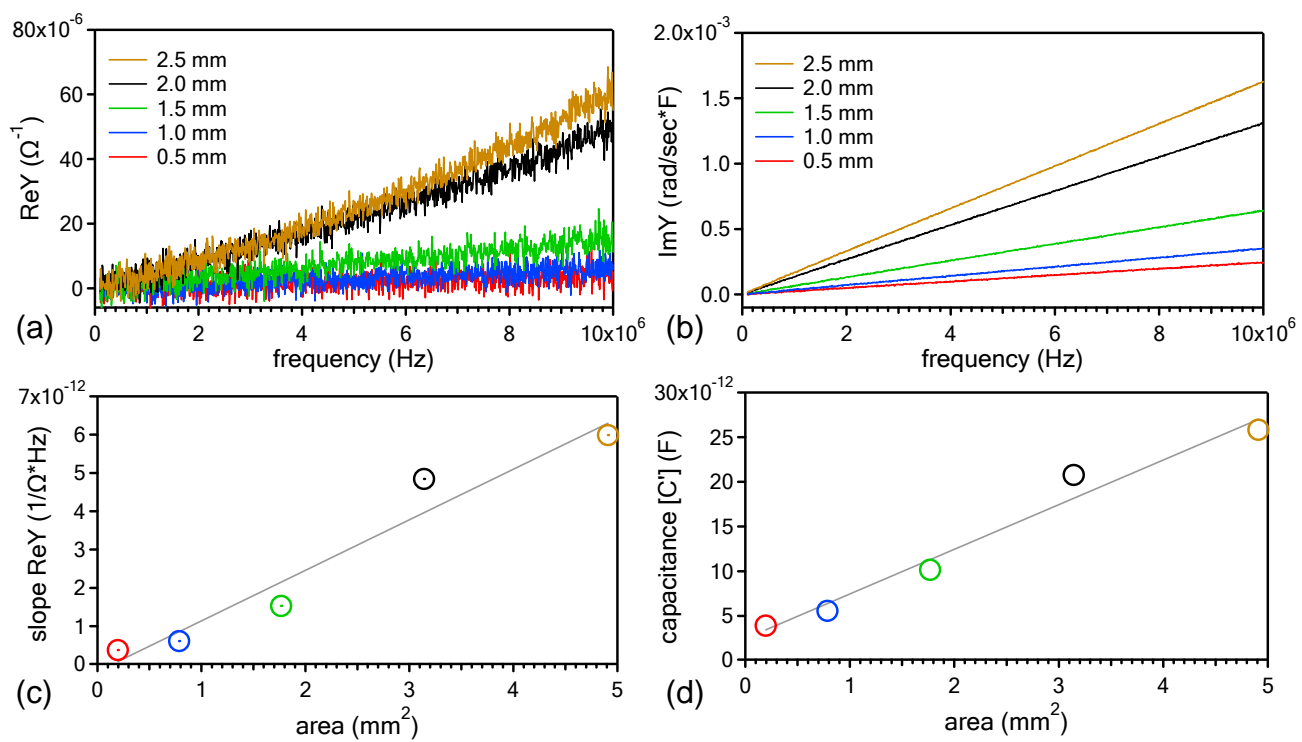 80x10⁻⁶
60
40
20
0
ReY (Ω⁻¹)
2.5 mm
2.0 mm
1.5 mm
1.0 mm
0.5 mm
0 2 4 6 8 10x10⁶
frequency (Hz)
(a)
2.0x10⁻³
1.5
1.0
0.5
0.0
ImY (rad/sec*F)
2.5 mm
2.0 mm
1.5 mm
1.0 mm
0.5 mm
0 2 4 6 8 10x10⁶
frequency (Hz)
(b)
7x10⁻¹²
6
5
4
3
2
1
0
slope ReY (1/Ω*Hz)
0 1 2 3 4 5
area (mm²)
(c)
30x10⁻¹²
25
20
15
10
5
0
capacitance [C'] (F)
0 1 2 3 4 5
area (mm²)
(d)